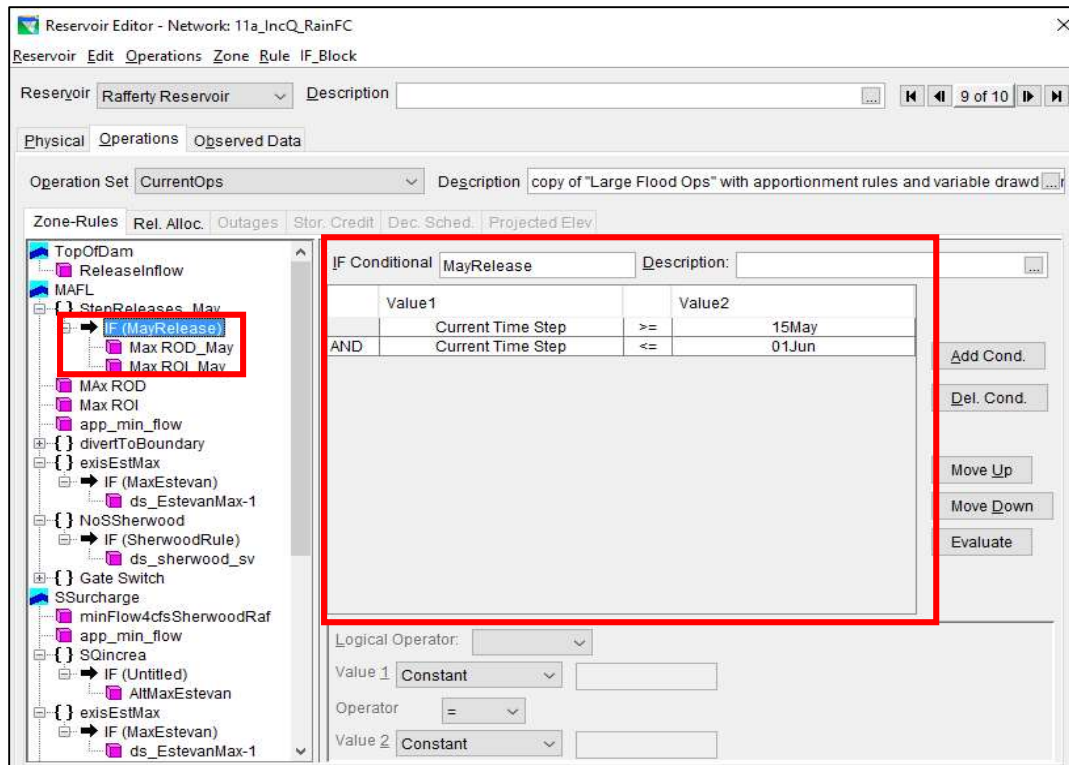 Reservoir Editor - Network: 11a_IncQ_RainFC
Reservoir Edit Operations Zone Rule IF_Block
Reservoir Rafferty Reservoir Description ... 9 of 10
Physical Operations Observed Data
Operation Set CurrentOps Description copy of "Large Flood Ops" with apportionment rules and variable drawd ...
Zone-Rules Rel. Alloc. Outages Stor. Credit Dec. Sched. Projected Elev
TopOfDam
ReleaseInflow
MAFL
{ } StepReleases_May
IF (MayRelease)
Max ROD_May
Max ROI_May
MAx ROD
Max ROI
app_min_flow
{ } divertToBoundary
{ } exisEstMax
IF (MaxEstevan)
ds_EstevanMax-1
{ } NoSSherwood
IF (SherwoodRule)
ds_sherwood_sv
{ } Gate Switch
SSurcharge
minFlow4cfsSherwoodRaf
app_min_flow
{ } SQincrea
IF (Untitled)
AltMaxEstevan
{ } exisEstMax
IF (MaxEstevan)
ds_EstevanMax-1
IF Conditional MayRelease Description: ...
Value1 Value2
Current Time Step >= 15May
AND Current Time Step <= 01Jun
Add Cond.
Del. Cond.
Move Up
Move Down
Evaluate
Logical Operator:
Value 1 Constant
Operator =
Value 2 Constant